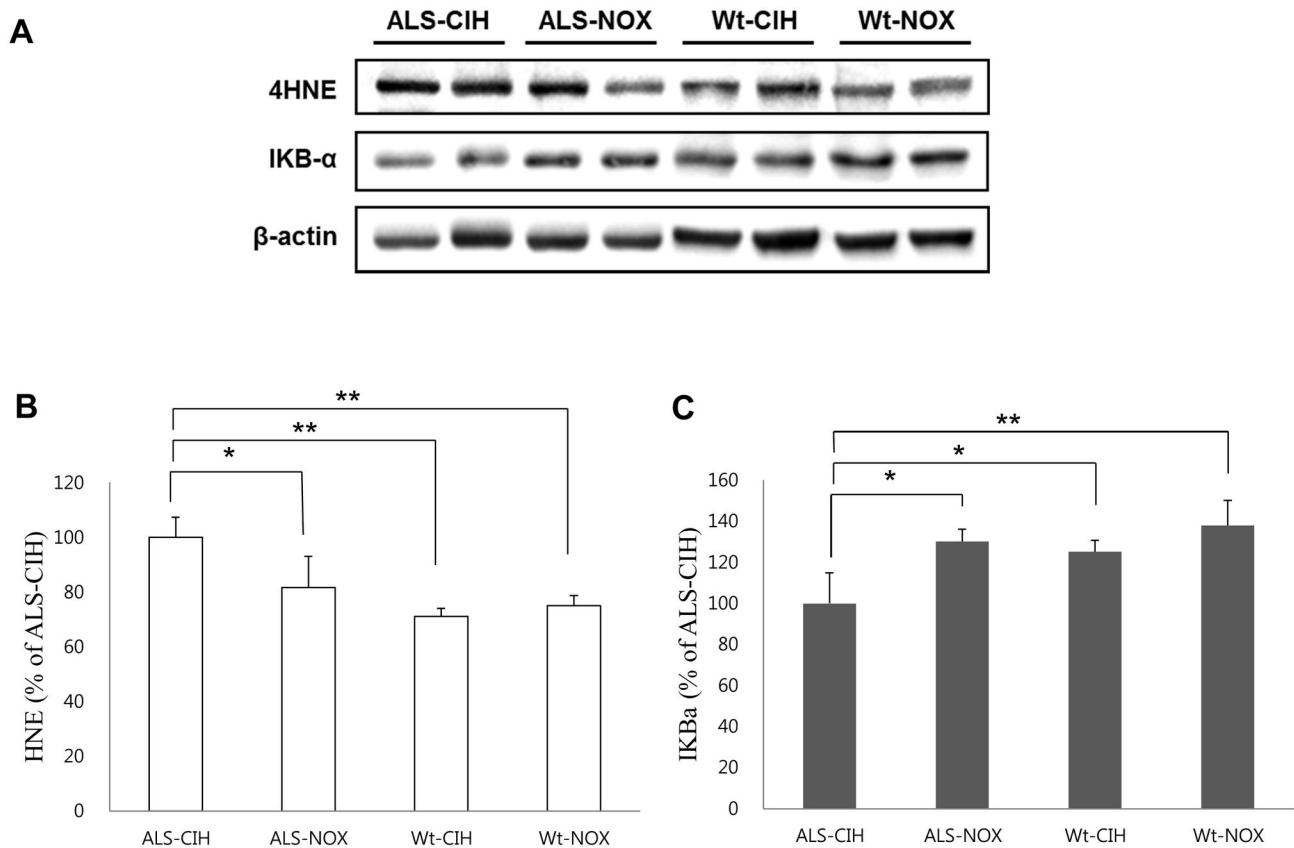 A
ALS-CIH ALS-NOX Wt-CIH Wt-NOX
4HNE
IKB-α
β-actin
B
**
**
*
HNE (% of ALS-CIH)
120
100
80
60
40
20
0
ALS-CIH ALS-NOX Wt-CIH Wt-NOX
C
**
*
*
IKBa (% of ALS-CIH)
160
140
120
100
80
60
40
20
0
ALS-CIH ALS-NOX Wt-CIH Wt-NOX